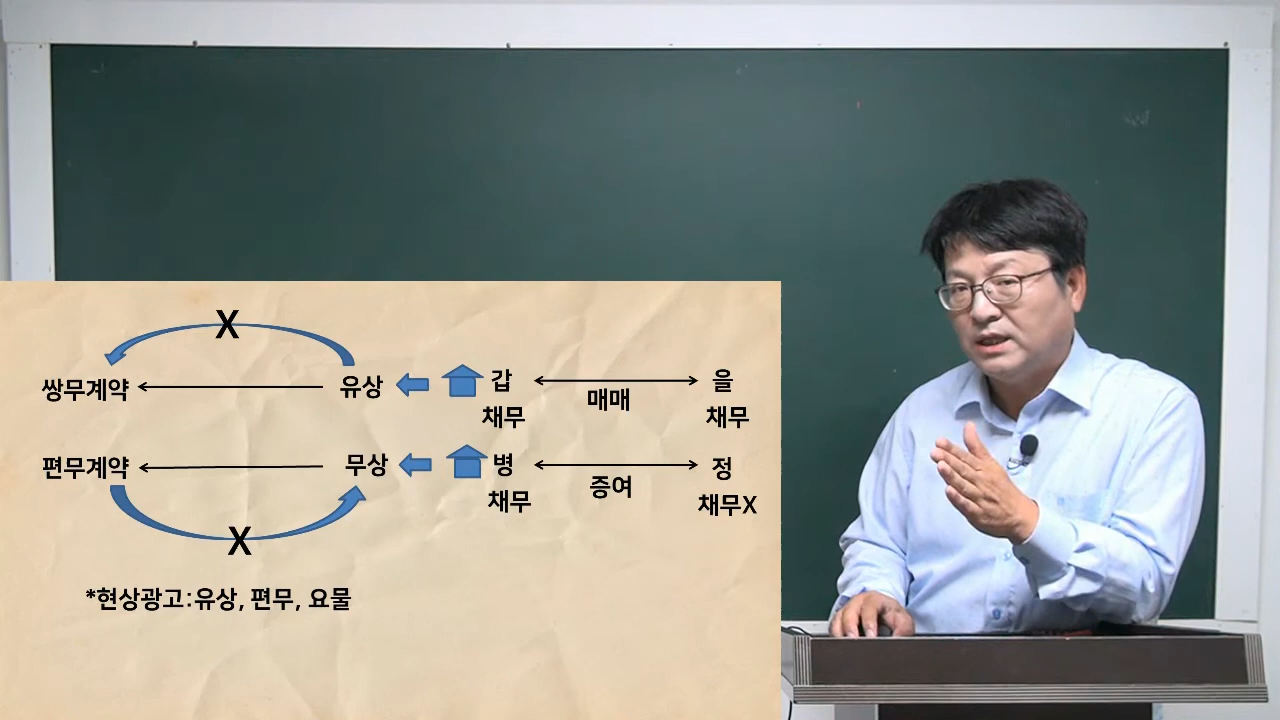 X
쌍무계약 유상 갑 매매 을
채무 채무
편무계약 무상 병 증여 정
채무 채무X
X
*현상광고:유상, 편무, 요물